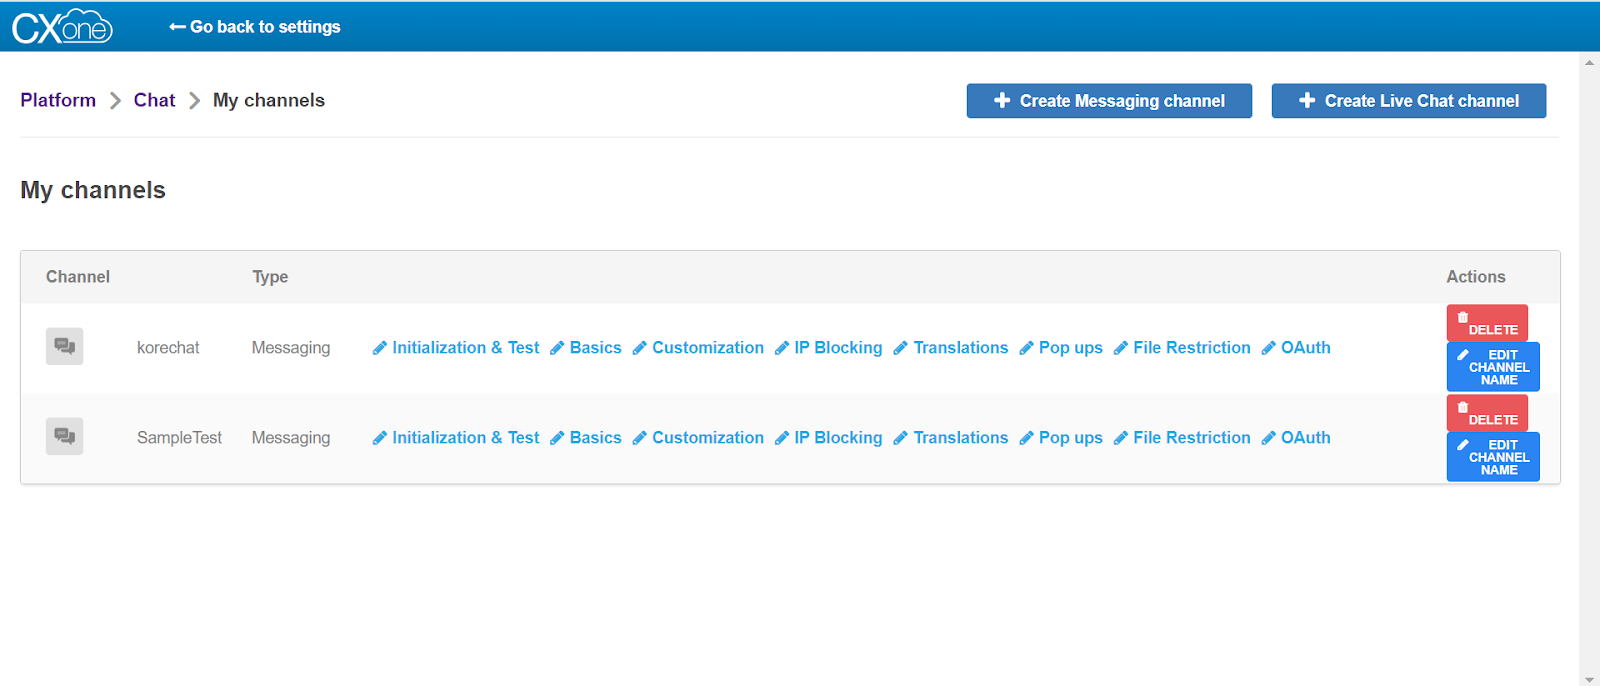 CXone
Go back to settings
Platform Chat My channels
Create Messaging channel
Create Live Chat channel
My channels
Channel Type Actions
korechat Messaging Initialization & Test Basics Customization IP Blocking Translations Pop ups File Restriction OAuth
DELETE
EDIT
CHANNEL
NAME
SampleTest Messaging Initialization & Test Basics Customization IP Blocking Translations Pop ups File Restriction OAuth
DELETE
EDIT
CHANNEL
NAME